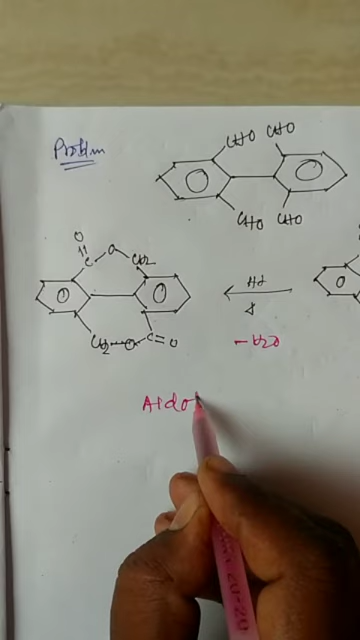 Problem
CHO CHO
CHO CHO
O
C O CH2
CH2 O C = O
H⊕
Δ
- H2O
Aldo